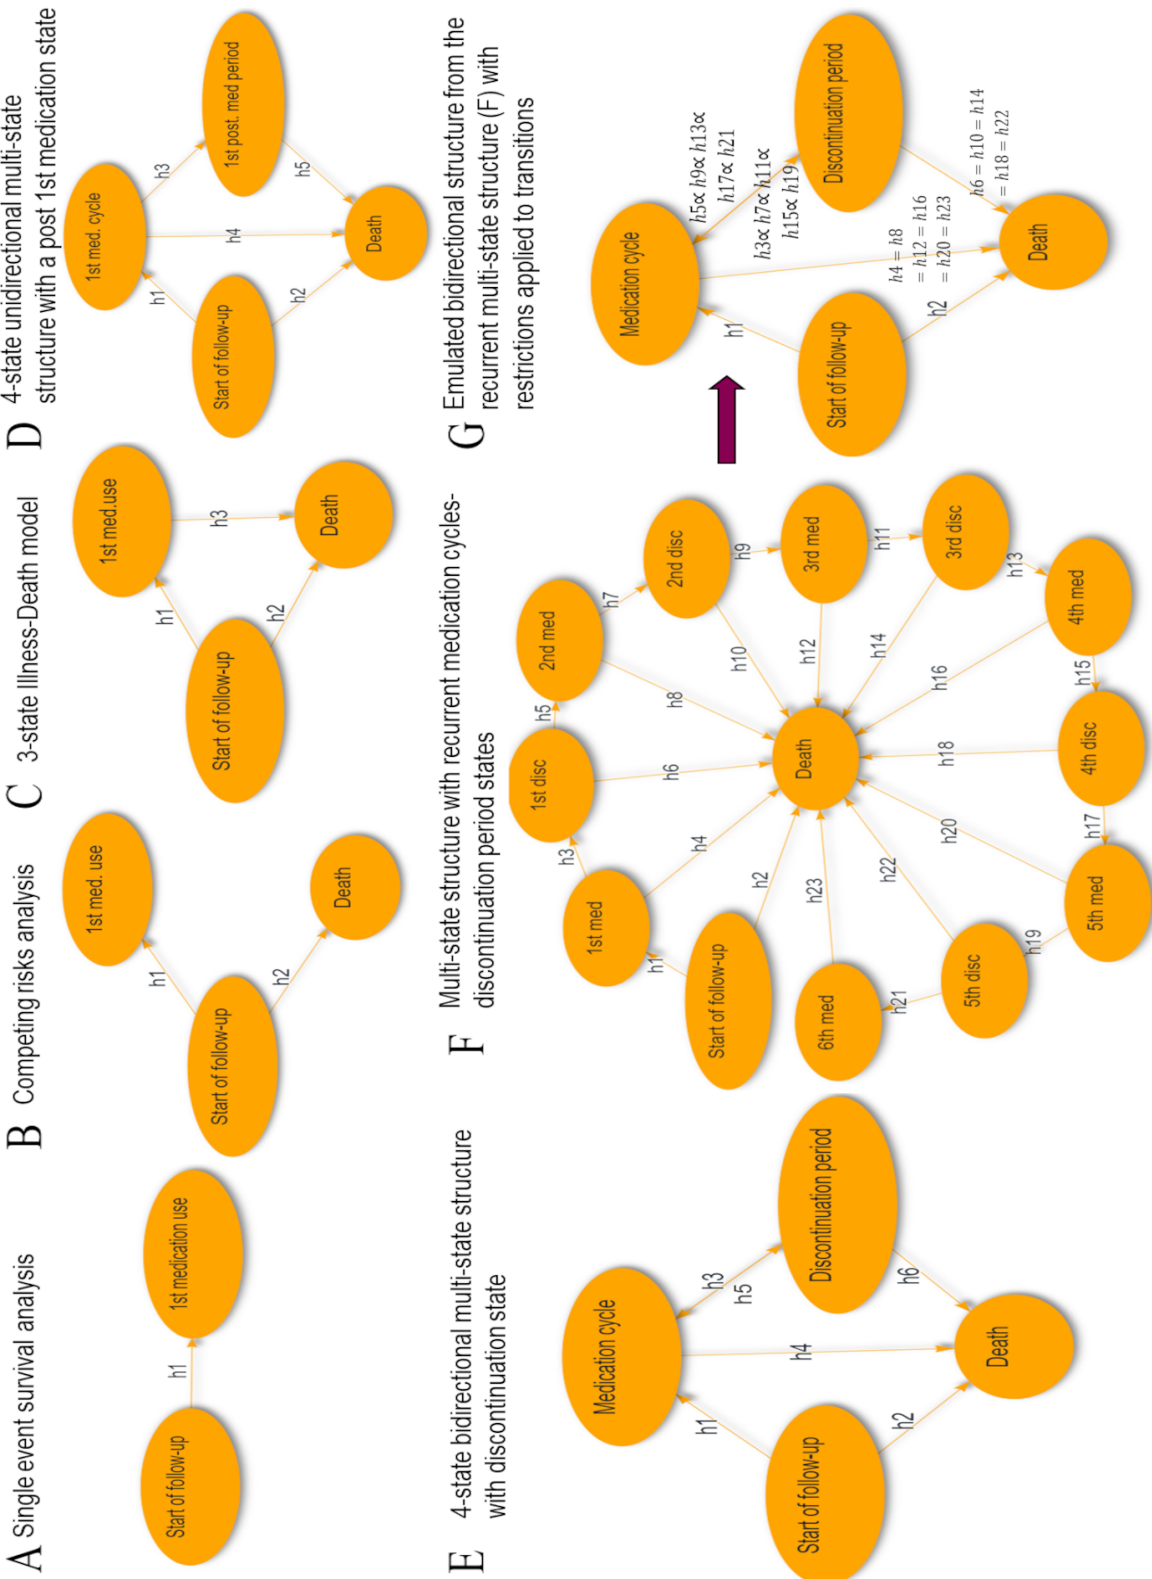 A Single event survival analysis
Start of follow-up
h1
1st medication use
B Competing risks analysis
Start of follow-up
h1
h2
1st med. use
Death
C 3-state Illness-Death model
Start of follow-up
h1
h2
1st med.use
h3
Death
D 4-state unidirectional multi-state
structure with a post 1st medication state
Start of follow-up
h1
h2
1st med. cycle
h4
h3
1st post. med period
h5
Death
E 4-state bidirectional multi-state structure
with discontinuation state
Start of follow-up
h1
h2
Medication cycle
h4
h3
h5
Discontinuation period
h6
Death
F Multi-state structure with recurrent medication cycles-
discontinuation period states
Start of follow-up
h1
h2
1st med
h3
h4
1st disc
h5
h6
2nd med
h7
h8
2nd disc
h9
h10
3rd med
h11
h12
3rd disc
h13
h14
4th med
h15
h16
4th disc
h17
h18
5th med
h19
h20
5th disc
h21
h22
6th med
h23
Death
G Emulated bidirectional structure from the
recurrent multi-state structure (F) with
restrictions applied to transitions
Start of follow-up
h1
h2
Medication cycle
h5∝ h9∝ h13∝
h17∝ h21
h3∝ h7∝ h11∝
h15∝ h19
Discontinuation period
h4 = h8
= h12 = h16
= h20 = h23
h6 = h10 = h14
= h18 = h22
Death